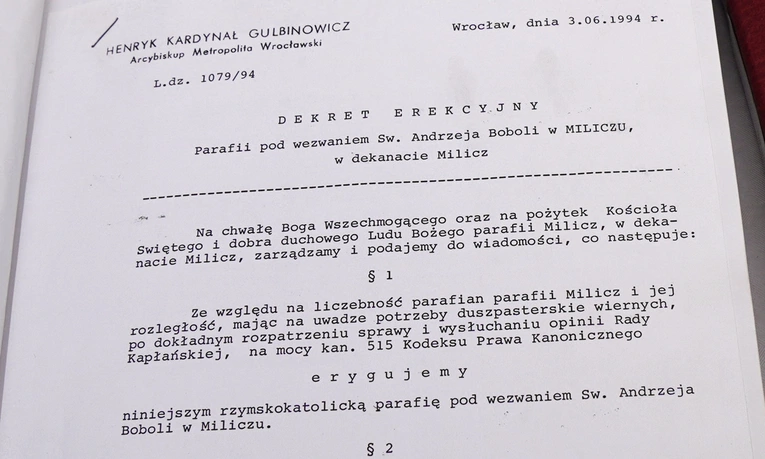 HENRYK KARDYNAŁ GULBINOWICZ
Arcybiskup Metropolita Wrocławski
L.dz. 1079/94
Wrocław, dnia 3.06.1994 r.
D E K R E T  E R E K C Y J N Y
Parafii pod wezwaniem Sw. Andrzeja Boboli w MILICZU,
w dekanacie Milicz
Na chwałę Boga Wszechmogącego oraz na pożytek Kościoła
Swiętego i dobra duchowego Ludu Bożego parafii Milicz, w deka-
nacie Milicz, zarządzamy i podajemy do wiadomości, co następuje:
§ 1
Ze względu na liczebność parafian parafii Milicz i jej
rozległość, mając na uwadze potrzeby duszpasterskie wiernych,
po dokładnym rozpatrzeniu sprawy i wysłuchaniu opinii Rady
Kapłańskiej, na mocy kan. 515 Kodeksu Prawa Kanonicznego
e r y g u j e m y
niniejszym rzymskokatolicką parafię pod wezwaniem Sw. Andrzeja
Boboli w Miliczu.
§ 2